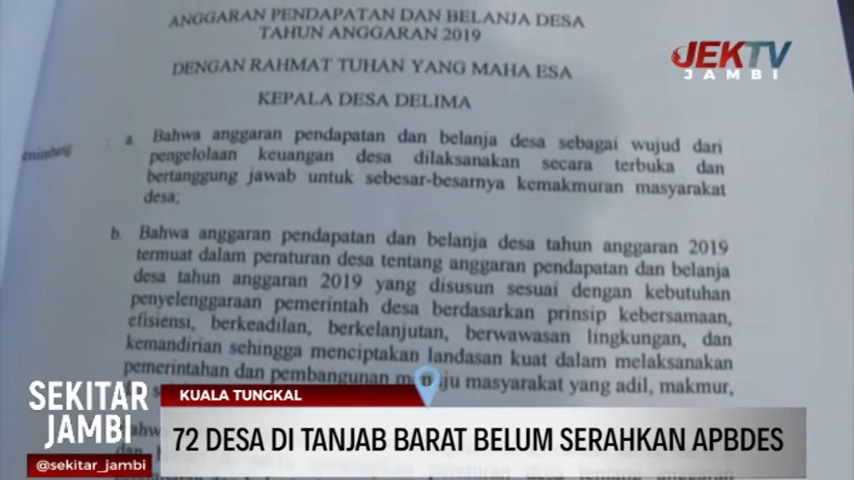 ANGGARAN PENDAPATAN DAN BELANJA DESA
TAHUN ANGGARAN 2019
DENGAN RAHMAT TUHAN YANG MAHA ESA
KEPALA DESA DELIMA
a. Bahwa anggaran pendapatan dan belanja desa sebagai wujud dari
pengelolaan keuangan desa dilaksanakan secara terbuka dan
bertanggung jawab untuk sebesar-besarnya kemakmuran masyarakat
desa;
b. Bahwa anggaran pendapatan dan belanja desa tahun anggaran 2019
termuat dalam peraturan desa tentang anggaran pendapatan dan belanja
desa tahun anggaran 2019 yang disusun sesuai dengan kebutuhan
penyelenggaraan pemerintah desa berdasarkan prinsip kebersamaan,
efisiensi, berkeadilan, berkelanjutan, berwawasan lingkungan, dan
kemandirian sehingga menciptakan landasan kuat dalam melaksanakan
pemerintahan dan pembangunan masyarakat yang adil, makmur,
JEKTV
JAMBI
SEKITAR
JAMBI
@sekitar_jambi
KUALA TUNGKAL
72 DESA DI TANJAB BARAT BELUM SERAHKAN APBDES